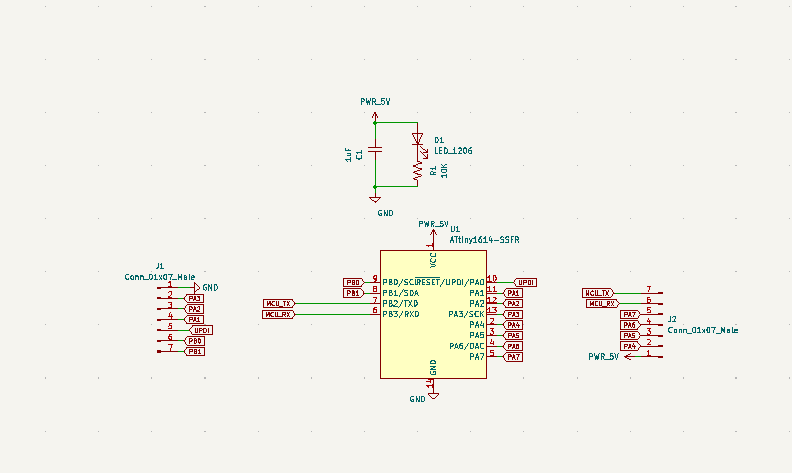 PWR_5V
1uF
C1
D1
LED_1206
R1
10K
GND
PWR_5V
U1
ATtiny1614-SSFR
J1
Conn_01x07_Male
1 GND
2 PA3
3 PA2
4 PA1
5 UPDI
6 PB0
7 PB1
1
VCC
PB0 9 PB0/SCL
PB1 8 PB1/SDA
MCU_TX 7 PB2/TXD
MCU_RX 6 PB3/RXD
RESET/UPDI/PA0 10 UPDI
PA1 11 PA1
PA2 12 PA2
PA3/SCK 13 PA3
PA4 2 PA4
PA5 3 PA5
PA6/DAC 4 PA6
PA7 5 PA7
GND
14
GND
MCU_TX 7
MCU_RX 6
PA7 5
PA6 4
PA5 3
PA4 2
PWR_5V 1
J2
Conn_01x07_Male